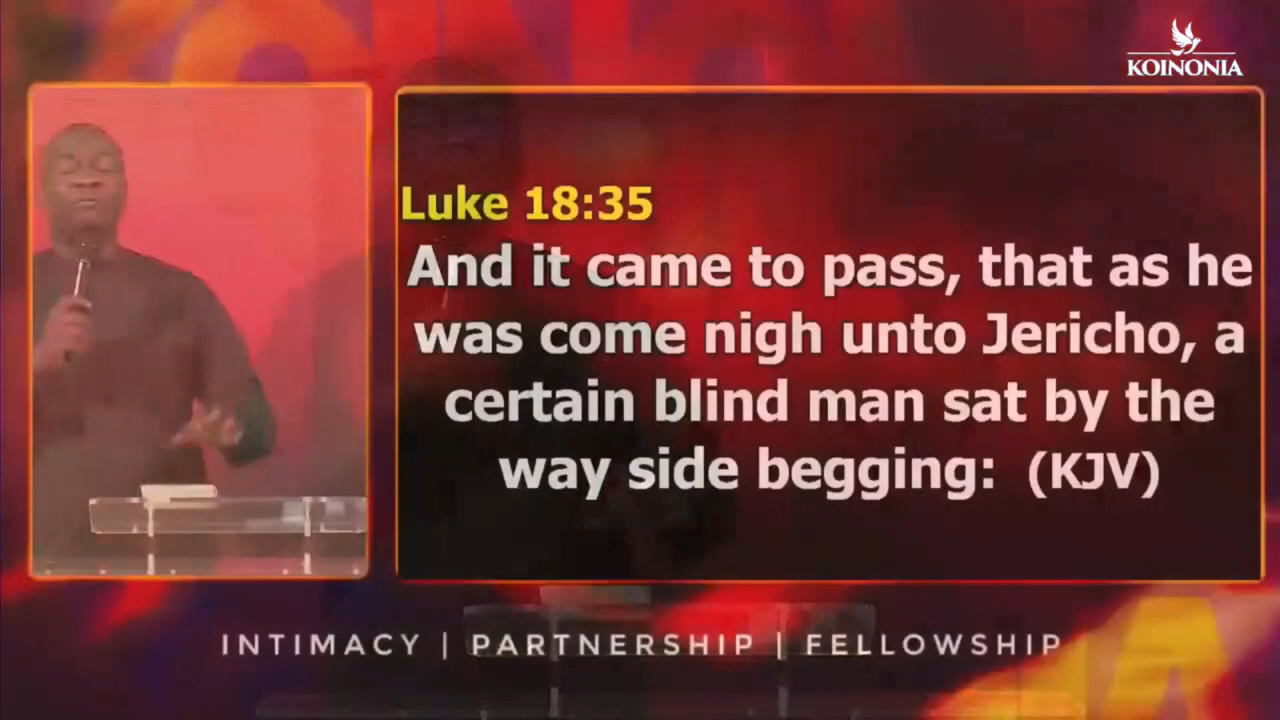 KOINONIA
Luke 18:35
And it came to pass, that as he
was come nigh unto Jericho, a
certain blind man sat by the
way side begging: (KJV)
INTIMACY | PARTNERSHIP | FELLOWSHIP